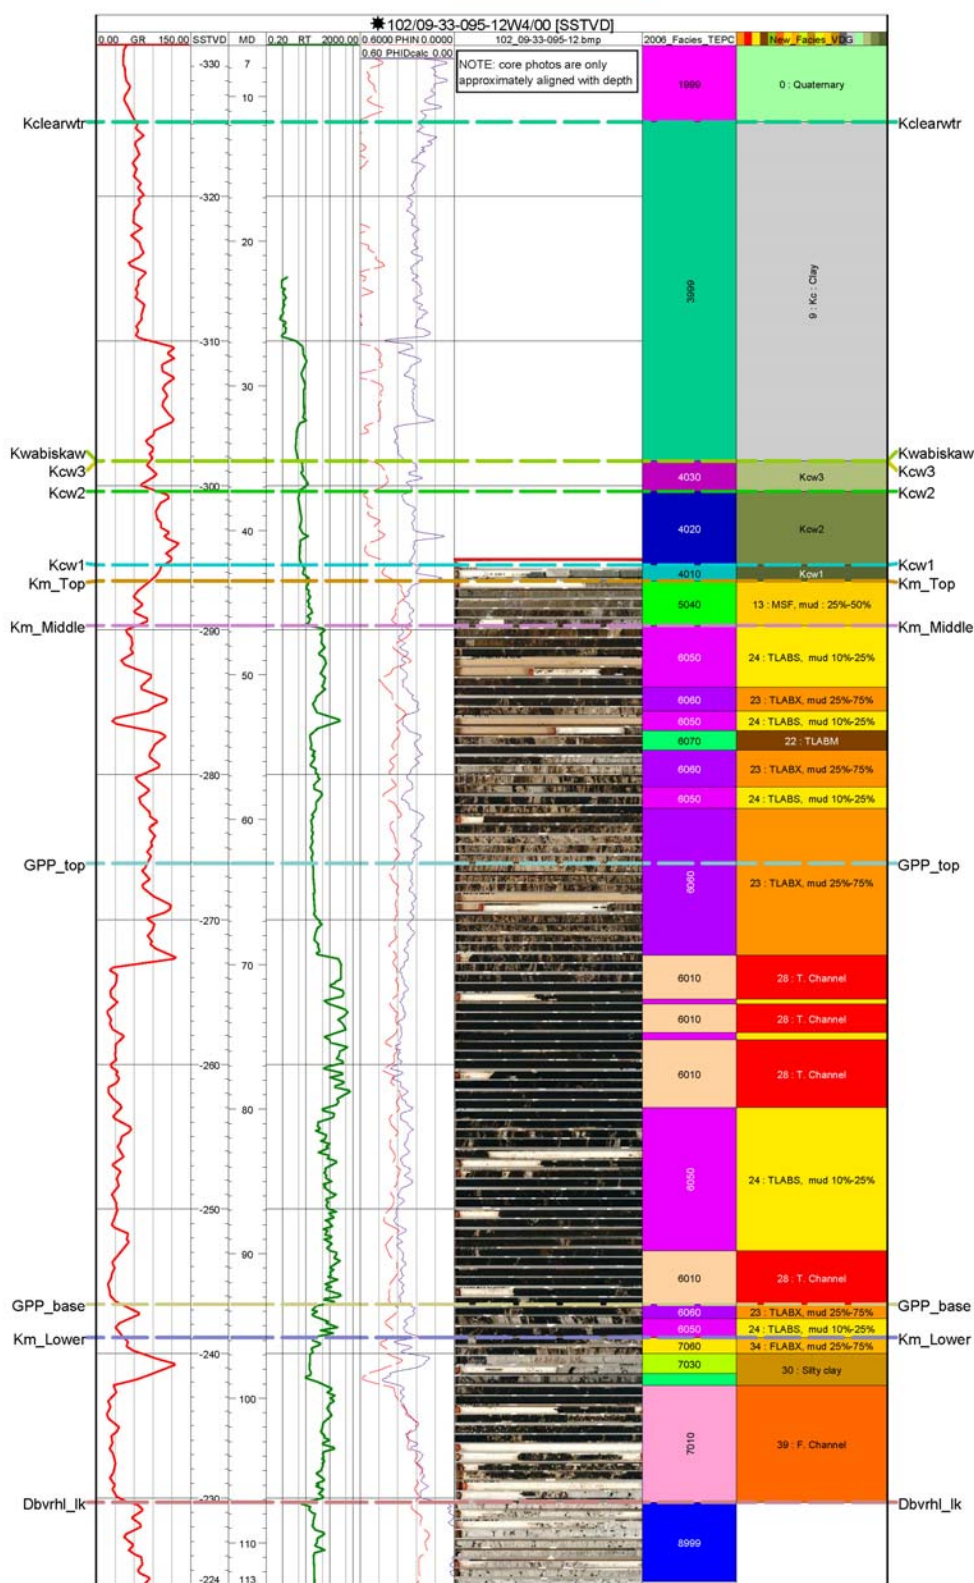 102/09-33-095-12W4/00 [SSTVD]
0.00 GR 150.00 SSTVD MD 0.20 RT 2000.00 0.6000 PHIN 0.0000 102_09-33-095-12.bmp 2006_Facies_TEPC New_Facies_VDG
0.60 PHIDcalc 0.00
-330 7
NOTE: core photos are only
approximately aligned with depth
1999 0 : Quaternary
10
Kclearwtr Kclearwtr
-320
20
3999 9 : Kc : Clay
-310
30
Kwabiskaw Kwabiskaw
Kcw3 Kcw3
4030 Kcw3
-300
Kcw2 Kcw2
40 4020 Kcw2
Kcw1 Kcw1
4010 Kcw1
Km_Top Km_Top
5040 13 : MSF, mud : 25%-50%
Km_Middle -290 Km_Middle
6050 24 : TLABS, mud 10%-25%
50
6060 23 : TLABX, mud 25%-75%
6050 24 : TLABS, mud 10%-25%
6070 22 : TLABM
6060 23 : TLABX, mud 25%-75%
-280
6050 24 : TLABS, mud 10%-25%
60
GPP_top GPP_top
6060 23 : TLABX, mud 25%-75%
-270
70
6010 28 : T. Channel
6010 28 : T. Channel
-260
6010 28 : T. Channel
80
6050 24 : TLABS, mud 10%-25%
-250
90
6010 28 : T. Channel
GPP_base GPP_base
6060 23 : TLABX, mud 25%-75%
6050 24 : TLABS, mud 10%-25%
Km_Lower Km_Lower
7060 34 : FLABX, mud 25%-75%
-240
7030 30 : Silty clay
100
7010 39 : F. Channel
-230
Dbvrhl_lk Dbvrhl_lk
110 8999
-224 113